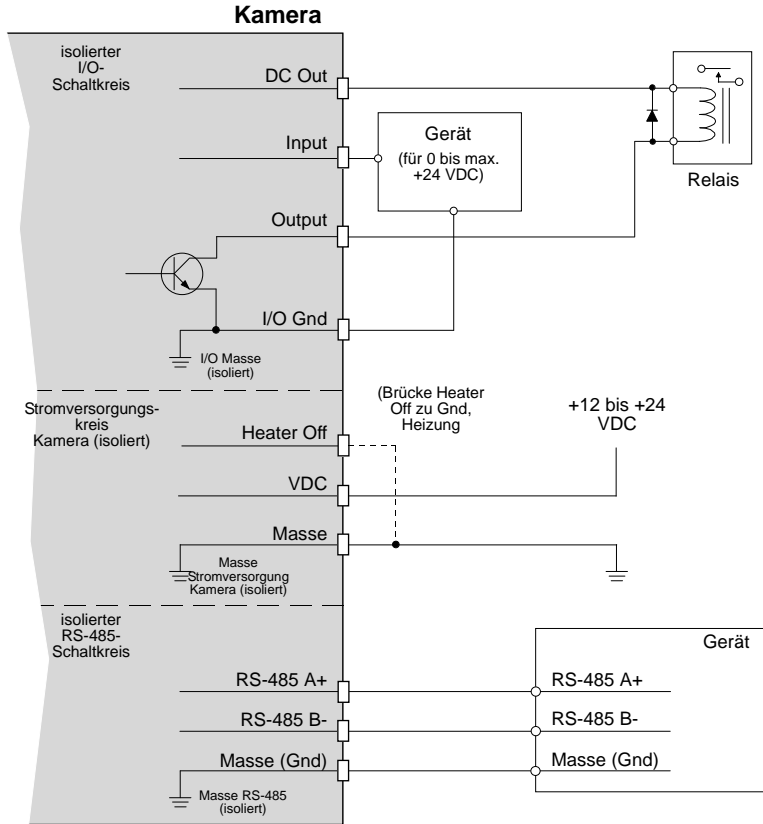 Kamera
isolierter
I/O-
Schaltkreis
DC Out
Input
Gerät
(für 0 bis max.
+24 VDC)
Relais
Output
I/O Gnd
I/O Masse
(isoliert)
Stromversorgungs-
kreis
Kamera (isoliert)
(Brücke Heater
Off zu Gnd,
Heizung
+12 bis +24
VDC
Heater Off
VDC
Masse
Masse
Stromversorgung
Kamera (isoliert)
isolierter
RS-485-
Schaltkreis
Gerät
RS-485 A+
RS-485 A+
RS-485 B-
RS-485 B-
Masse (Gnd)
Masse (Gnd)
Masse RS-485
(isoliert)